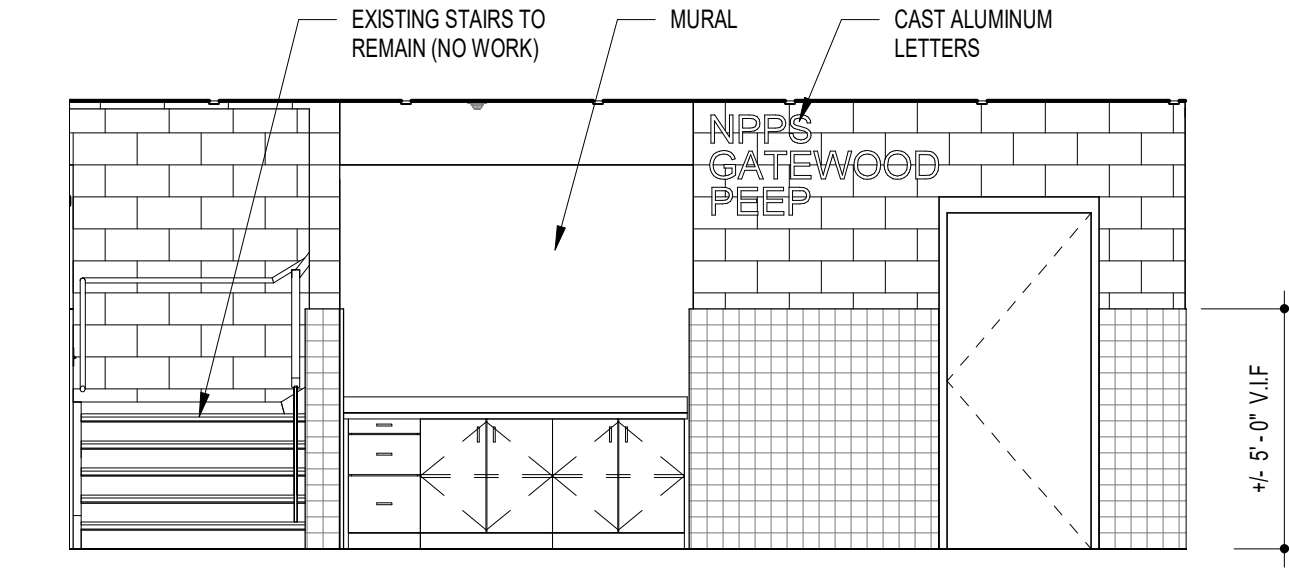 EXISTING STAIRS TO
REMAIN (NO WORK)
MURAL
CAST ALUMINUM
LETTERS
NPPS
GATEWOOD
PEEP
+/- 5' - 0" V.I.F